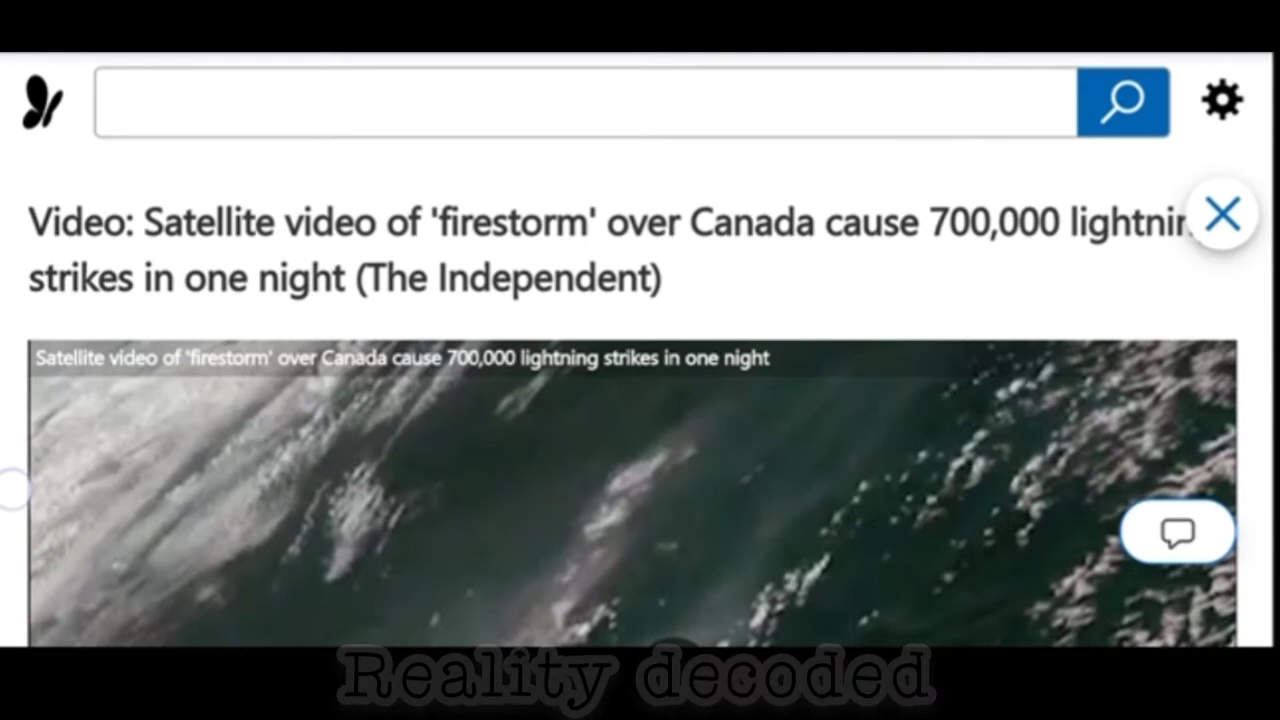 Video: Satellite video of 'firestorm' over Canada cause 700,000
strikes in one night (The Independent)
Satellite video of 'firestorm' over Canada cause 700,000 lightning strikes in one night
Reality decoded